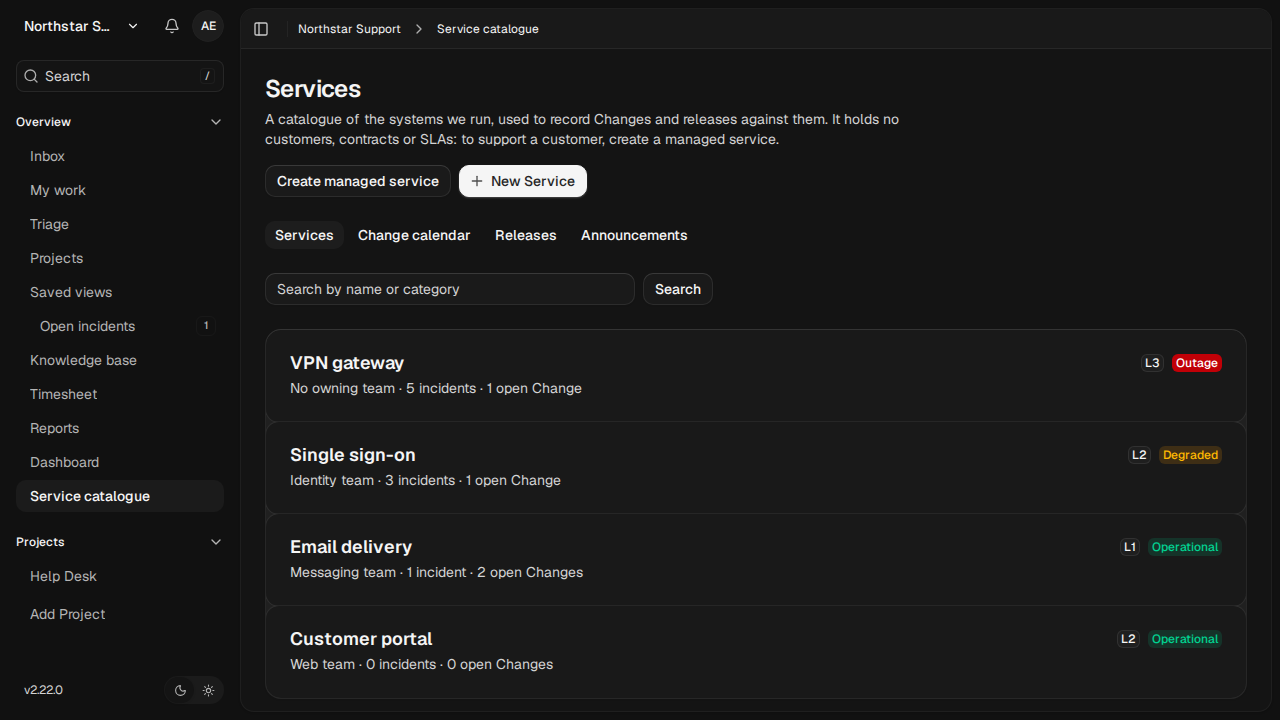 Northstar S...
AE
Search
/
Overview
Inbox
My work
Triage
Projects
Saved views
Open incidents
1
Knowledge base
Timesheet
Reports
Dashboard
Service catalogue
Projects
Help Desk
Add Project
v2.22.0
Northstar Support
Service catalogue
Services
A catalogue of the systems we run, used to record Changes and releases against them. It holds no
customers, contracts or SLAs: to support a customer, create a managed service.
Create managed service
New Service
Services
Change calendar
Releases
Announcements
Search by name or category
Search
VPN gateway
L3
Outage
No owning team · 5 incidents · 1 open Change
Single sign-on
L2
Degraded
Identity team · 3 incidents · 1 open Change
Email delivery
L1
Operational
Messaging team · 1 incident · 2 open Changes
Customer portal
L2
Operational
Web team · 0 incidents · 0 open Changes